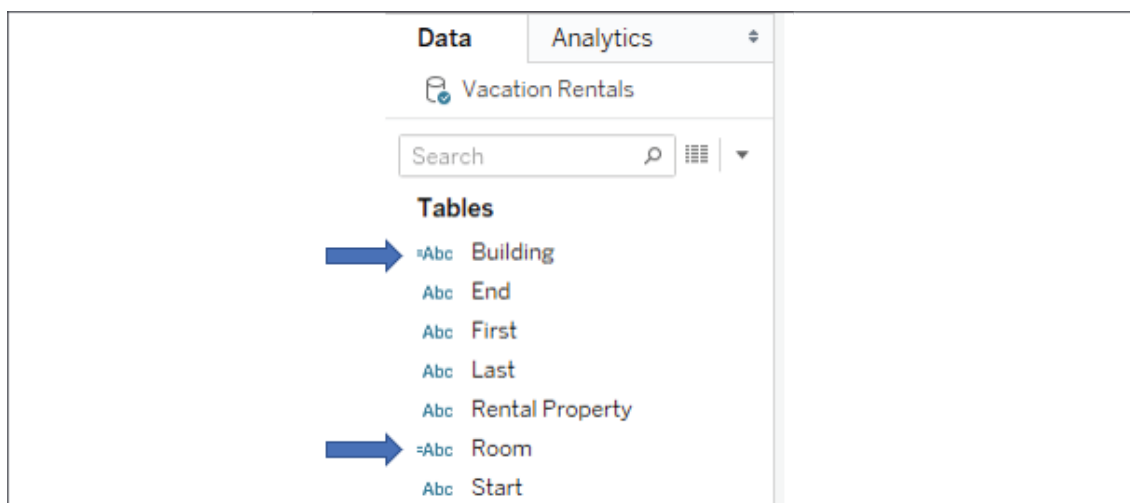 Data Analytics
Vacation Rentals
Search
Tables
=Abc Building
Abc End
Abc First
Abc Last
Abc Rental Property
=Abc Room
Abc Start